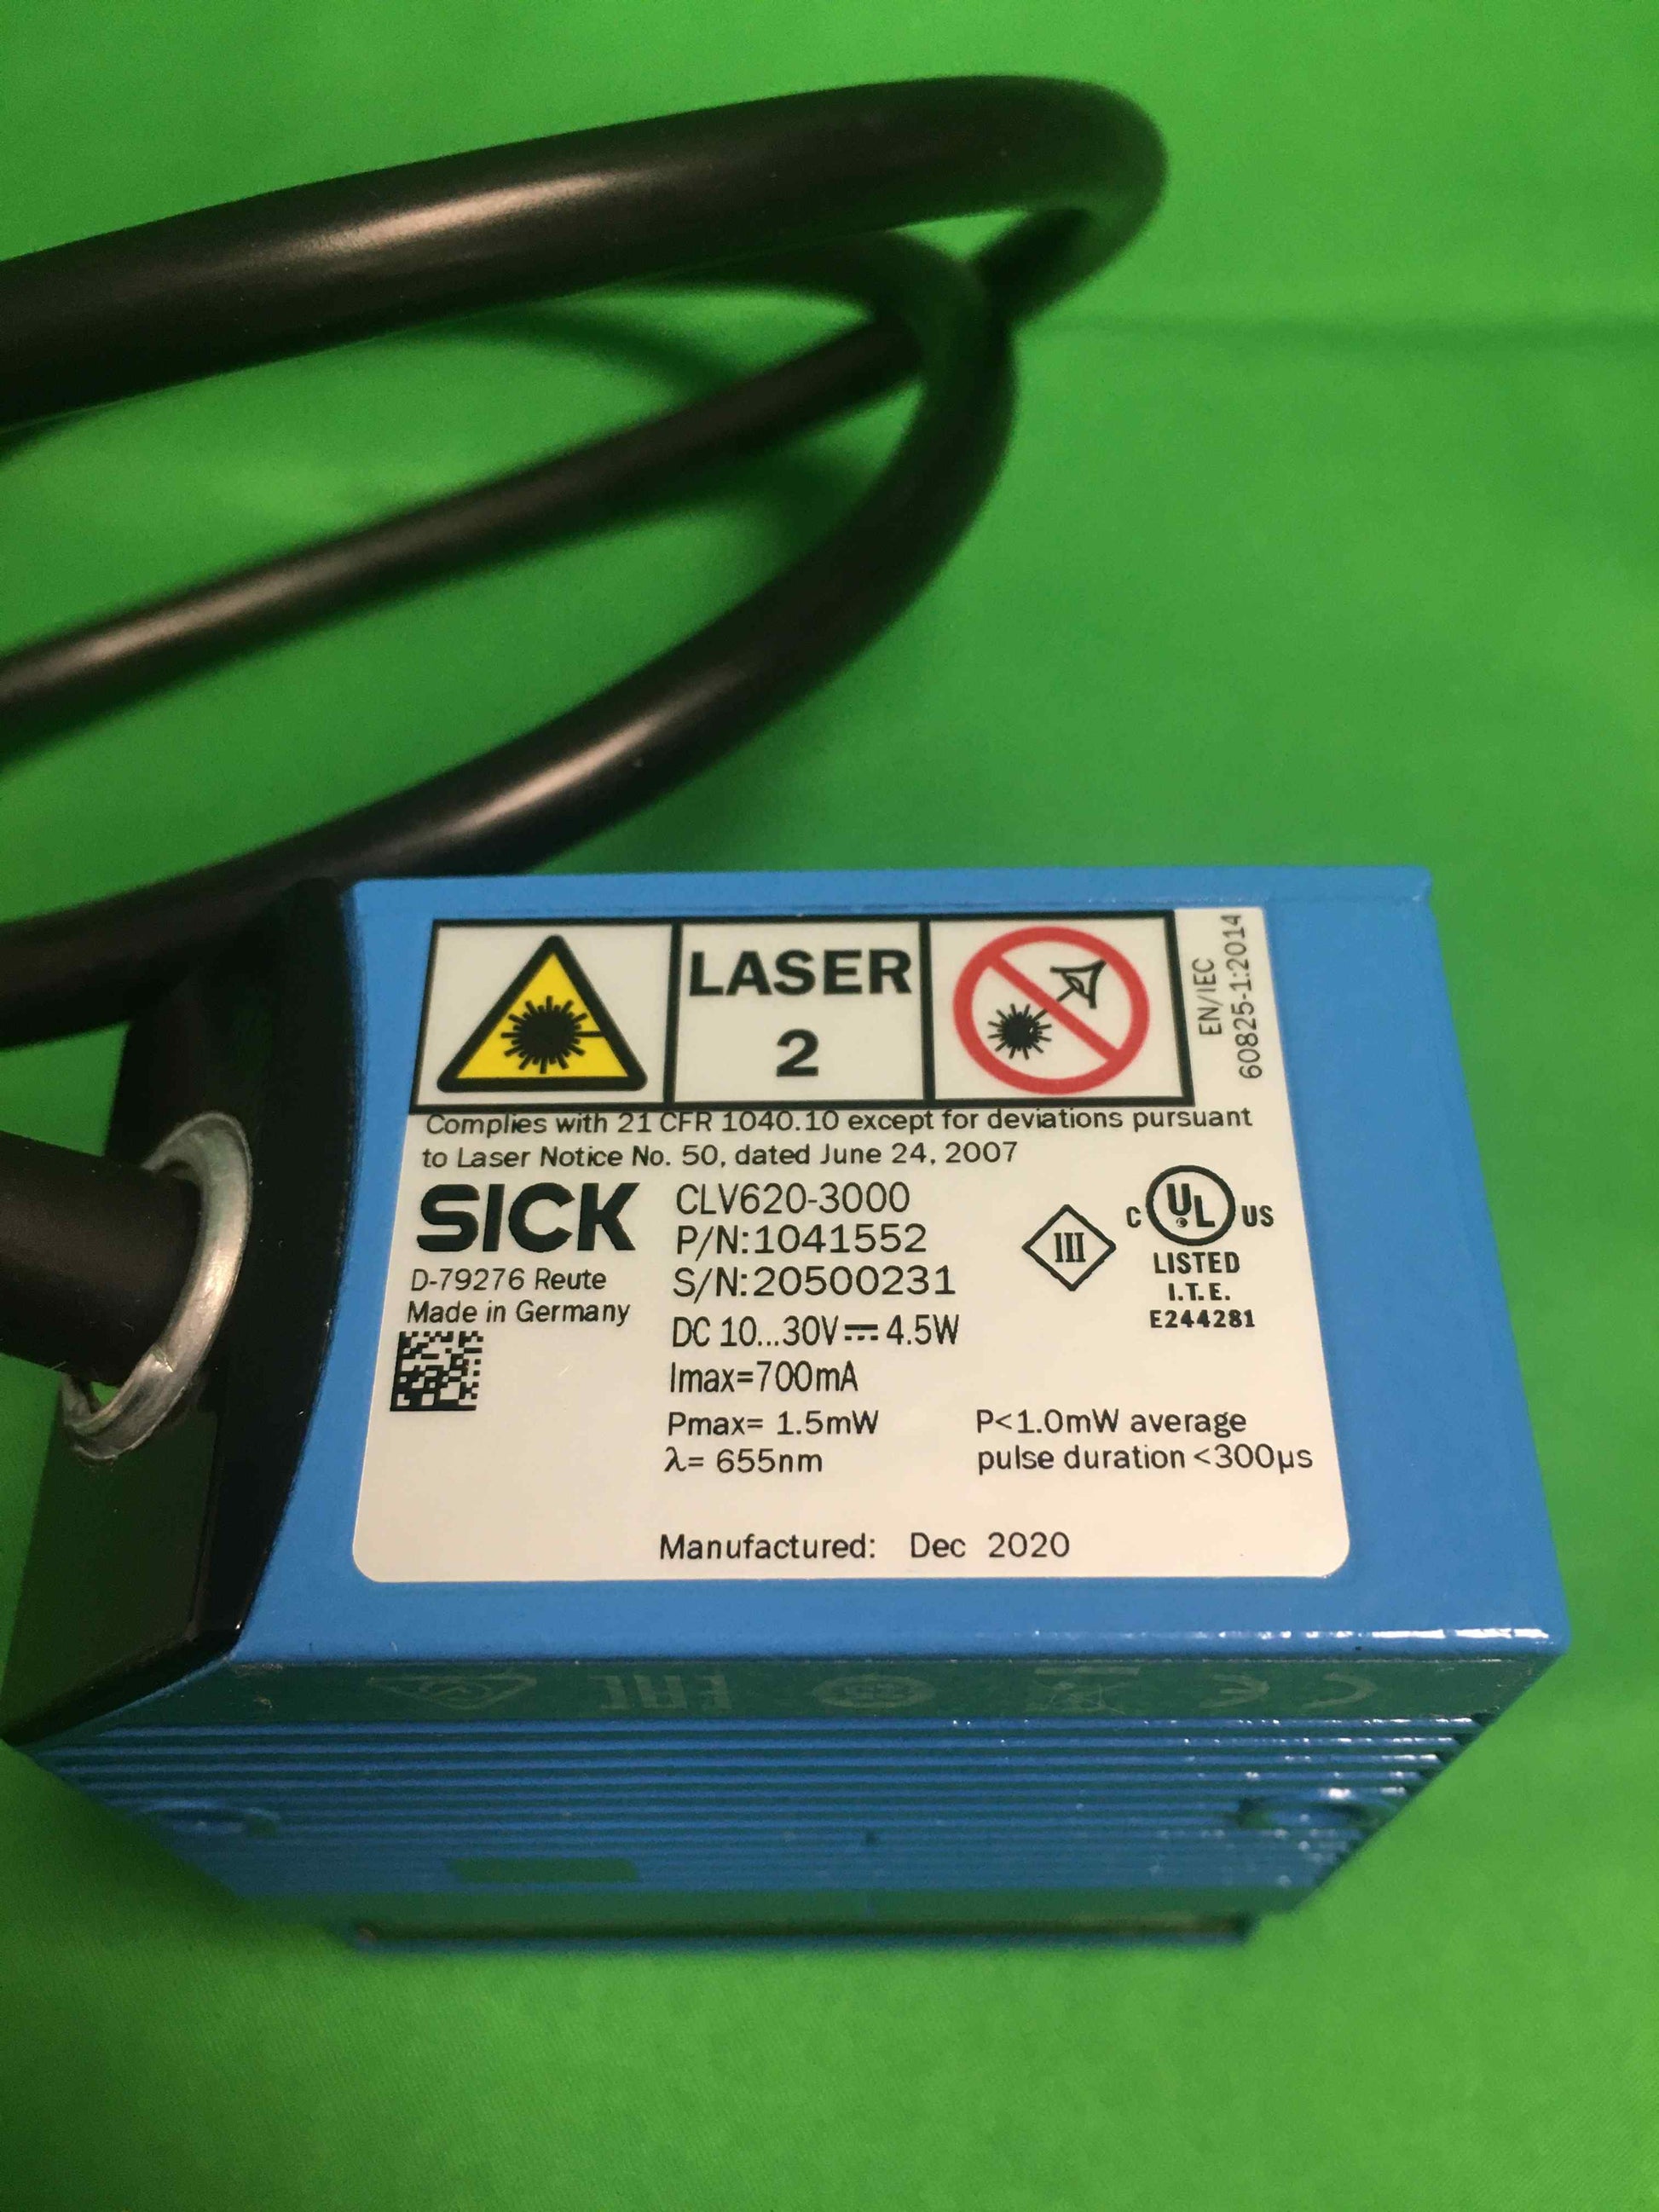 LASER
2
EN/IEC
60825-1:2014
Complies with 21 CFR 1040.10 except for deviations pursuant
to Laser Notice No. 50, dated June 24, 2007
SICK
D-79276 Reute
Made in Germany
CLV620-3000
P/N:1041552
S/N:20500231
DC 10...30V⎓4.5W
Imax=700mA
Pmax= 1.5mW
λ= 655nm
III
C UL US
LISTED
I.T.E.
E244281
P<1.0mW average
pulse duration <300µs
Manufactured: Dec 2020
EAC
CE